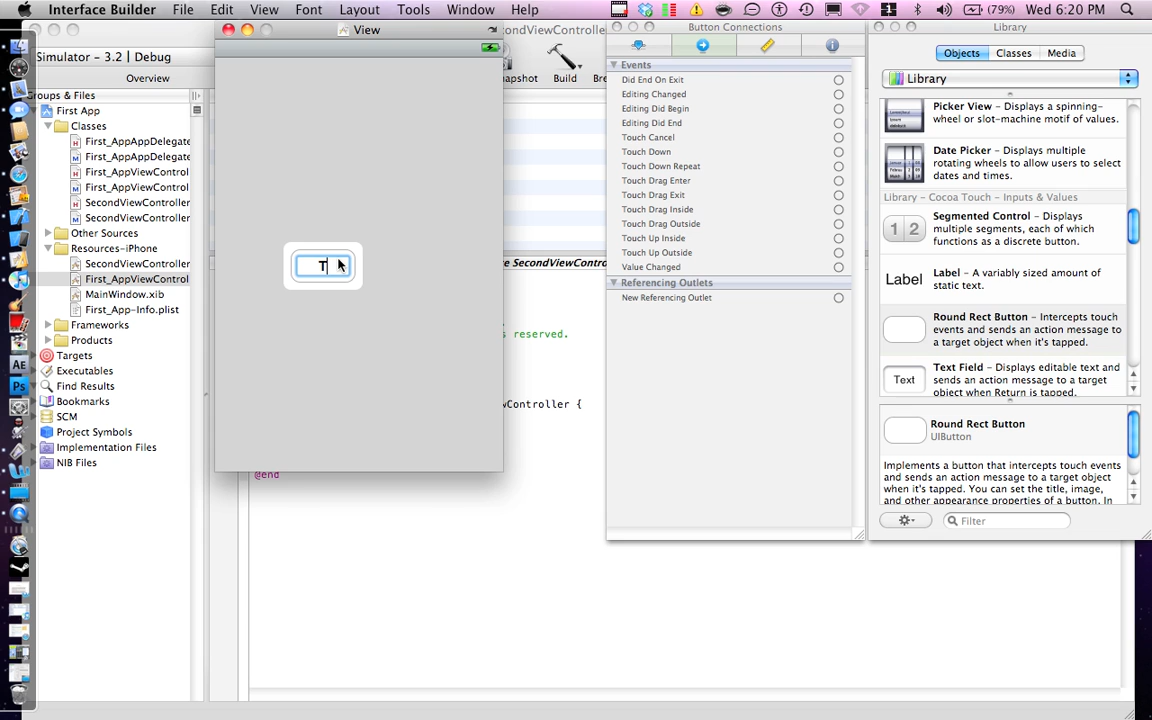 Interface Builder File Edit View Font Layout Tools Window Help
1 (79%) Wed 6:20 PM
View
ondViewController
Button Connections
Library
Simulator - 3.2 | Debug
Overview
apshot Build Bre
Objects Classes Media
Library
roups & Files
First App
Classes
First_AppAppDelegate
First_AppAppDelegate
First_AppViewControl
First_AppViewControl
SecondViewController
SecondViewController
Other Sources
Resources-iPhone
SecondViewController
First_AppViewControl
MainWindow.xib
First_App-Info.plist
Frameworks
Products
Targets
Executables
Find Results
Bookmarks
SCM
Project Symbols
Implementation Files
NIB Files
Ae
Ps
T
e SecondViewContro
s reserved.
wController {
@end
Events
Did End On Exit
Editing Changed
Editing Did Begin
Editing Did End
Touch Cancel
Touch Down
Touch Down Repeat
Touch Drag Enter
Touch Drag Exit
Touch Drag Inside
Touch Drag Outside
Touch Up Inside
Touch Up Outside
Value Changed
Referencing Outlets
New Referencing Outlet
Picker View - Displays a spinning-
wheel or slot-machine motif of values.
Date Picker - Displays multiple
rotating wheels to allow users to select
dates and times.
Library - Cocoa Touch - Inputs & Values
1 2
Segmented Control - Displays
multiple segments, each of which
functions as a discrete button.
Label
Label - A variably sized amount of
static text.
Round Rect Button - Intercepts touch
events and sends an action message to
a target object when it's tapped.
Text
Text Field - Displays editable text and
sends an action message to a target
object when Return is tapped.
Round Rect Button
UIButton
Implements a button that intercepts touch
events and sends an action message to a
target object when it's tapped. You can set the title, image,
and other appearance properties of a button. In
Filter